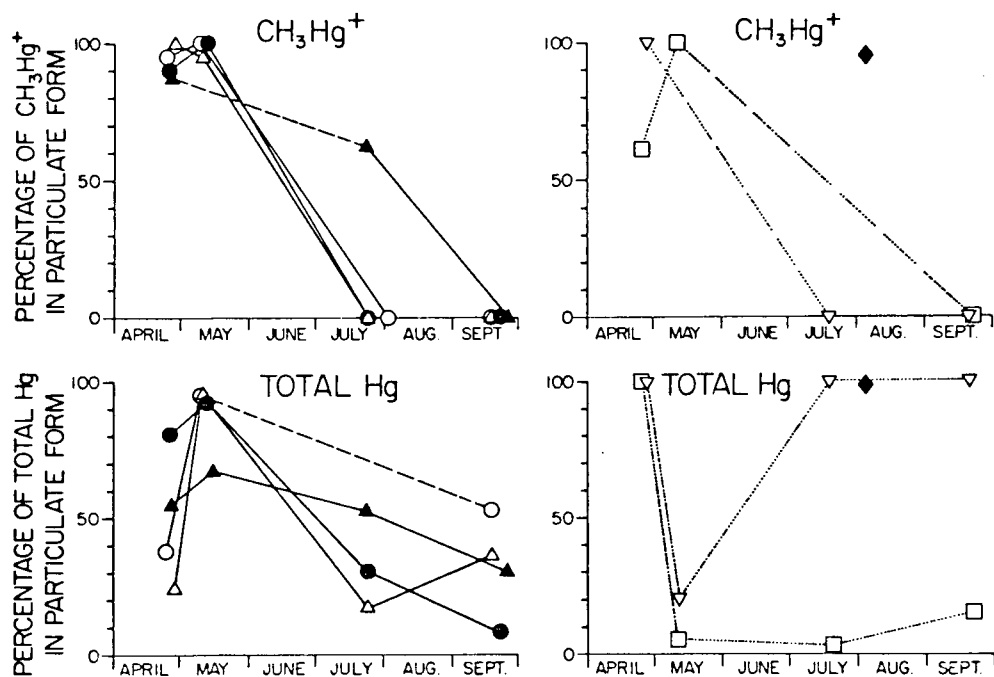 CH₃Hg⁺
PERCENTAGE OF CH₃Hg⁺
IN PARTICULATE FORM
100
50
0
APRIL MAY JUNE JULY AUG. SEPT.
CH₃Hg⁺
100
50
0
APRIL MAY JUNE JULY AUG. SEPT.
TOTAL Hg
PERCENTAGE OF TOTAL Hg
IN PARTICULATE FORM
100
50
0
APRIL MAY JUNE JULY AUG. SEPT.
TOTAL Hg
100
50
0
APRIL MAY JUNE JULY AUG. SEPT.